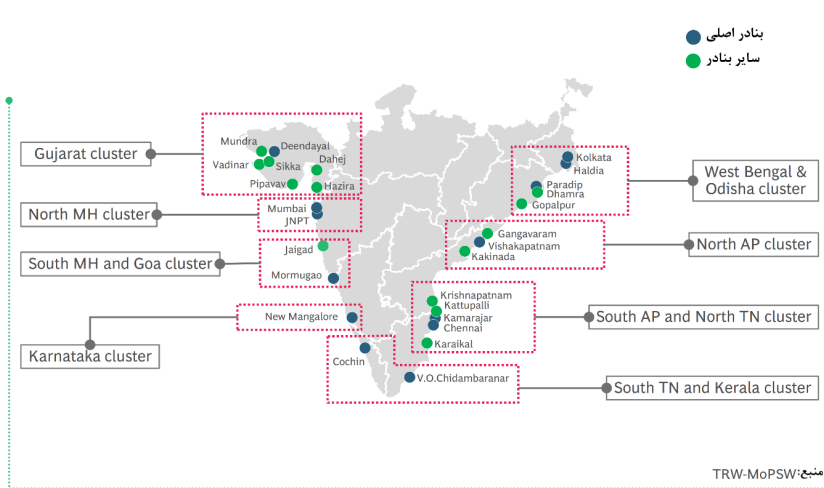 بنادر اصلی
سایر بنادر
Gujarat cluster
Mundra
Deendayal
Vadinar
Sikka
Dahej
Pipavav
Hazira
North MH cluster
Mumbai
JNPT
South MH and Goa cluster
Jaigad
Mormugao
Karnataka cluster
New Mangalore
Cochin
V.O.Chidambaranar
South TN and Kerala cluster
Krishnapatnam
Kattupalli
Kamarajar
Chennai
Karaikal
South AP and North TN cluster
Gangavaram
Vishakapatnam
Kakinada
North AP cluster
Kolkata
Haldia
Paradip
Dhamra
Gopalpur
West Bengal &
Odisha cluster
منبع:TRW-MoPSW